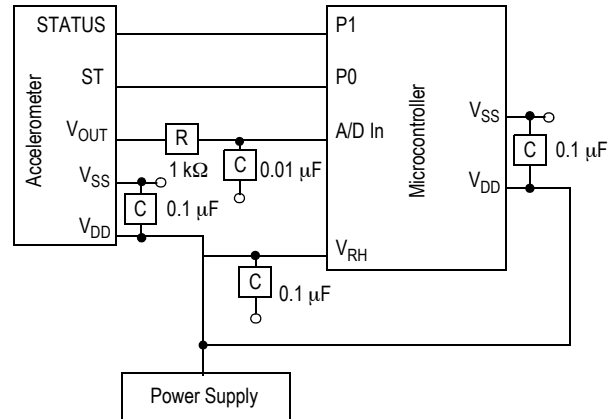 STATUS
P1
ST
P0
Accelerometer
VOUT
R
1 kΩ
C
0.01 µF
A/D In
Microcontroller
VSS
C
0.1 µF
VDD
VSS
C
0.1 µF
VDD
VRH
C
0.1 µF
Power Supply